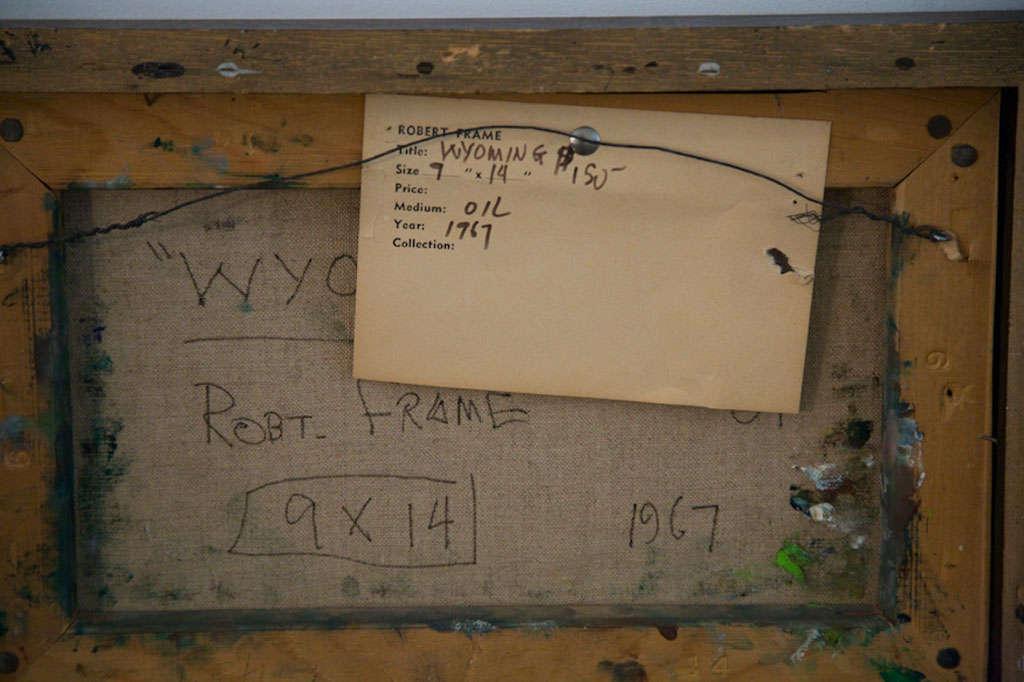 ROBERT FRAME
Title: WYOMING $150-
Size 9 "x 14 "
Price:
Medium: OIL
Year: 1967
Collection:
"WYO
ROBT. FRAME
9 X 14
1967